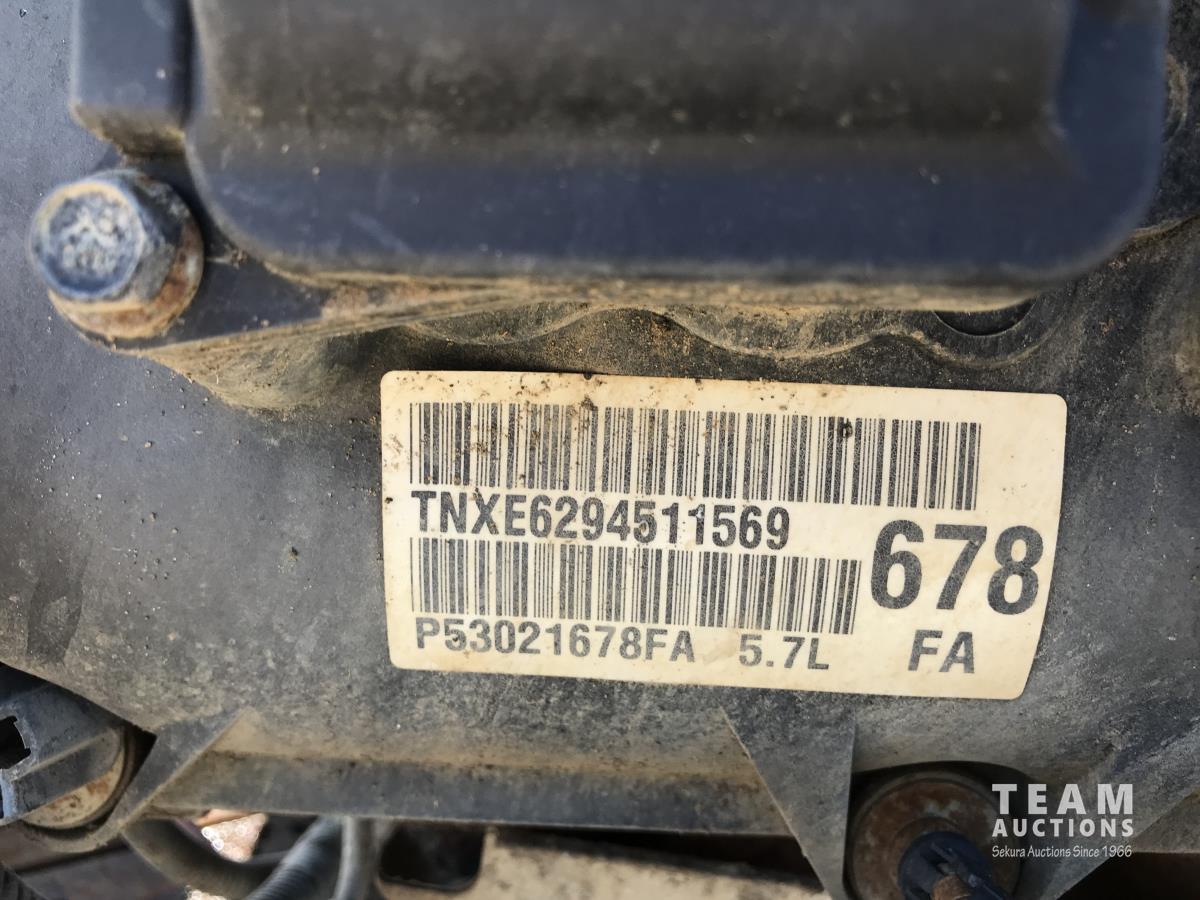 TNXE6294511569
678
P53021678FA 5.7L FA
TEAM
AUCTIONS
Sekura Auctions Since 1966